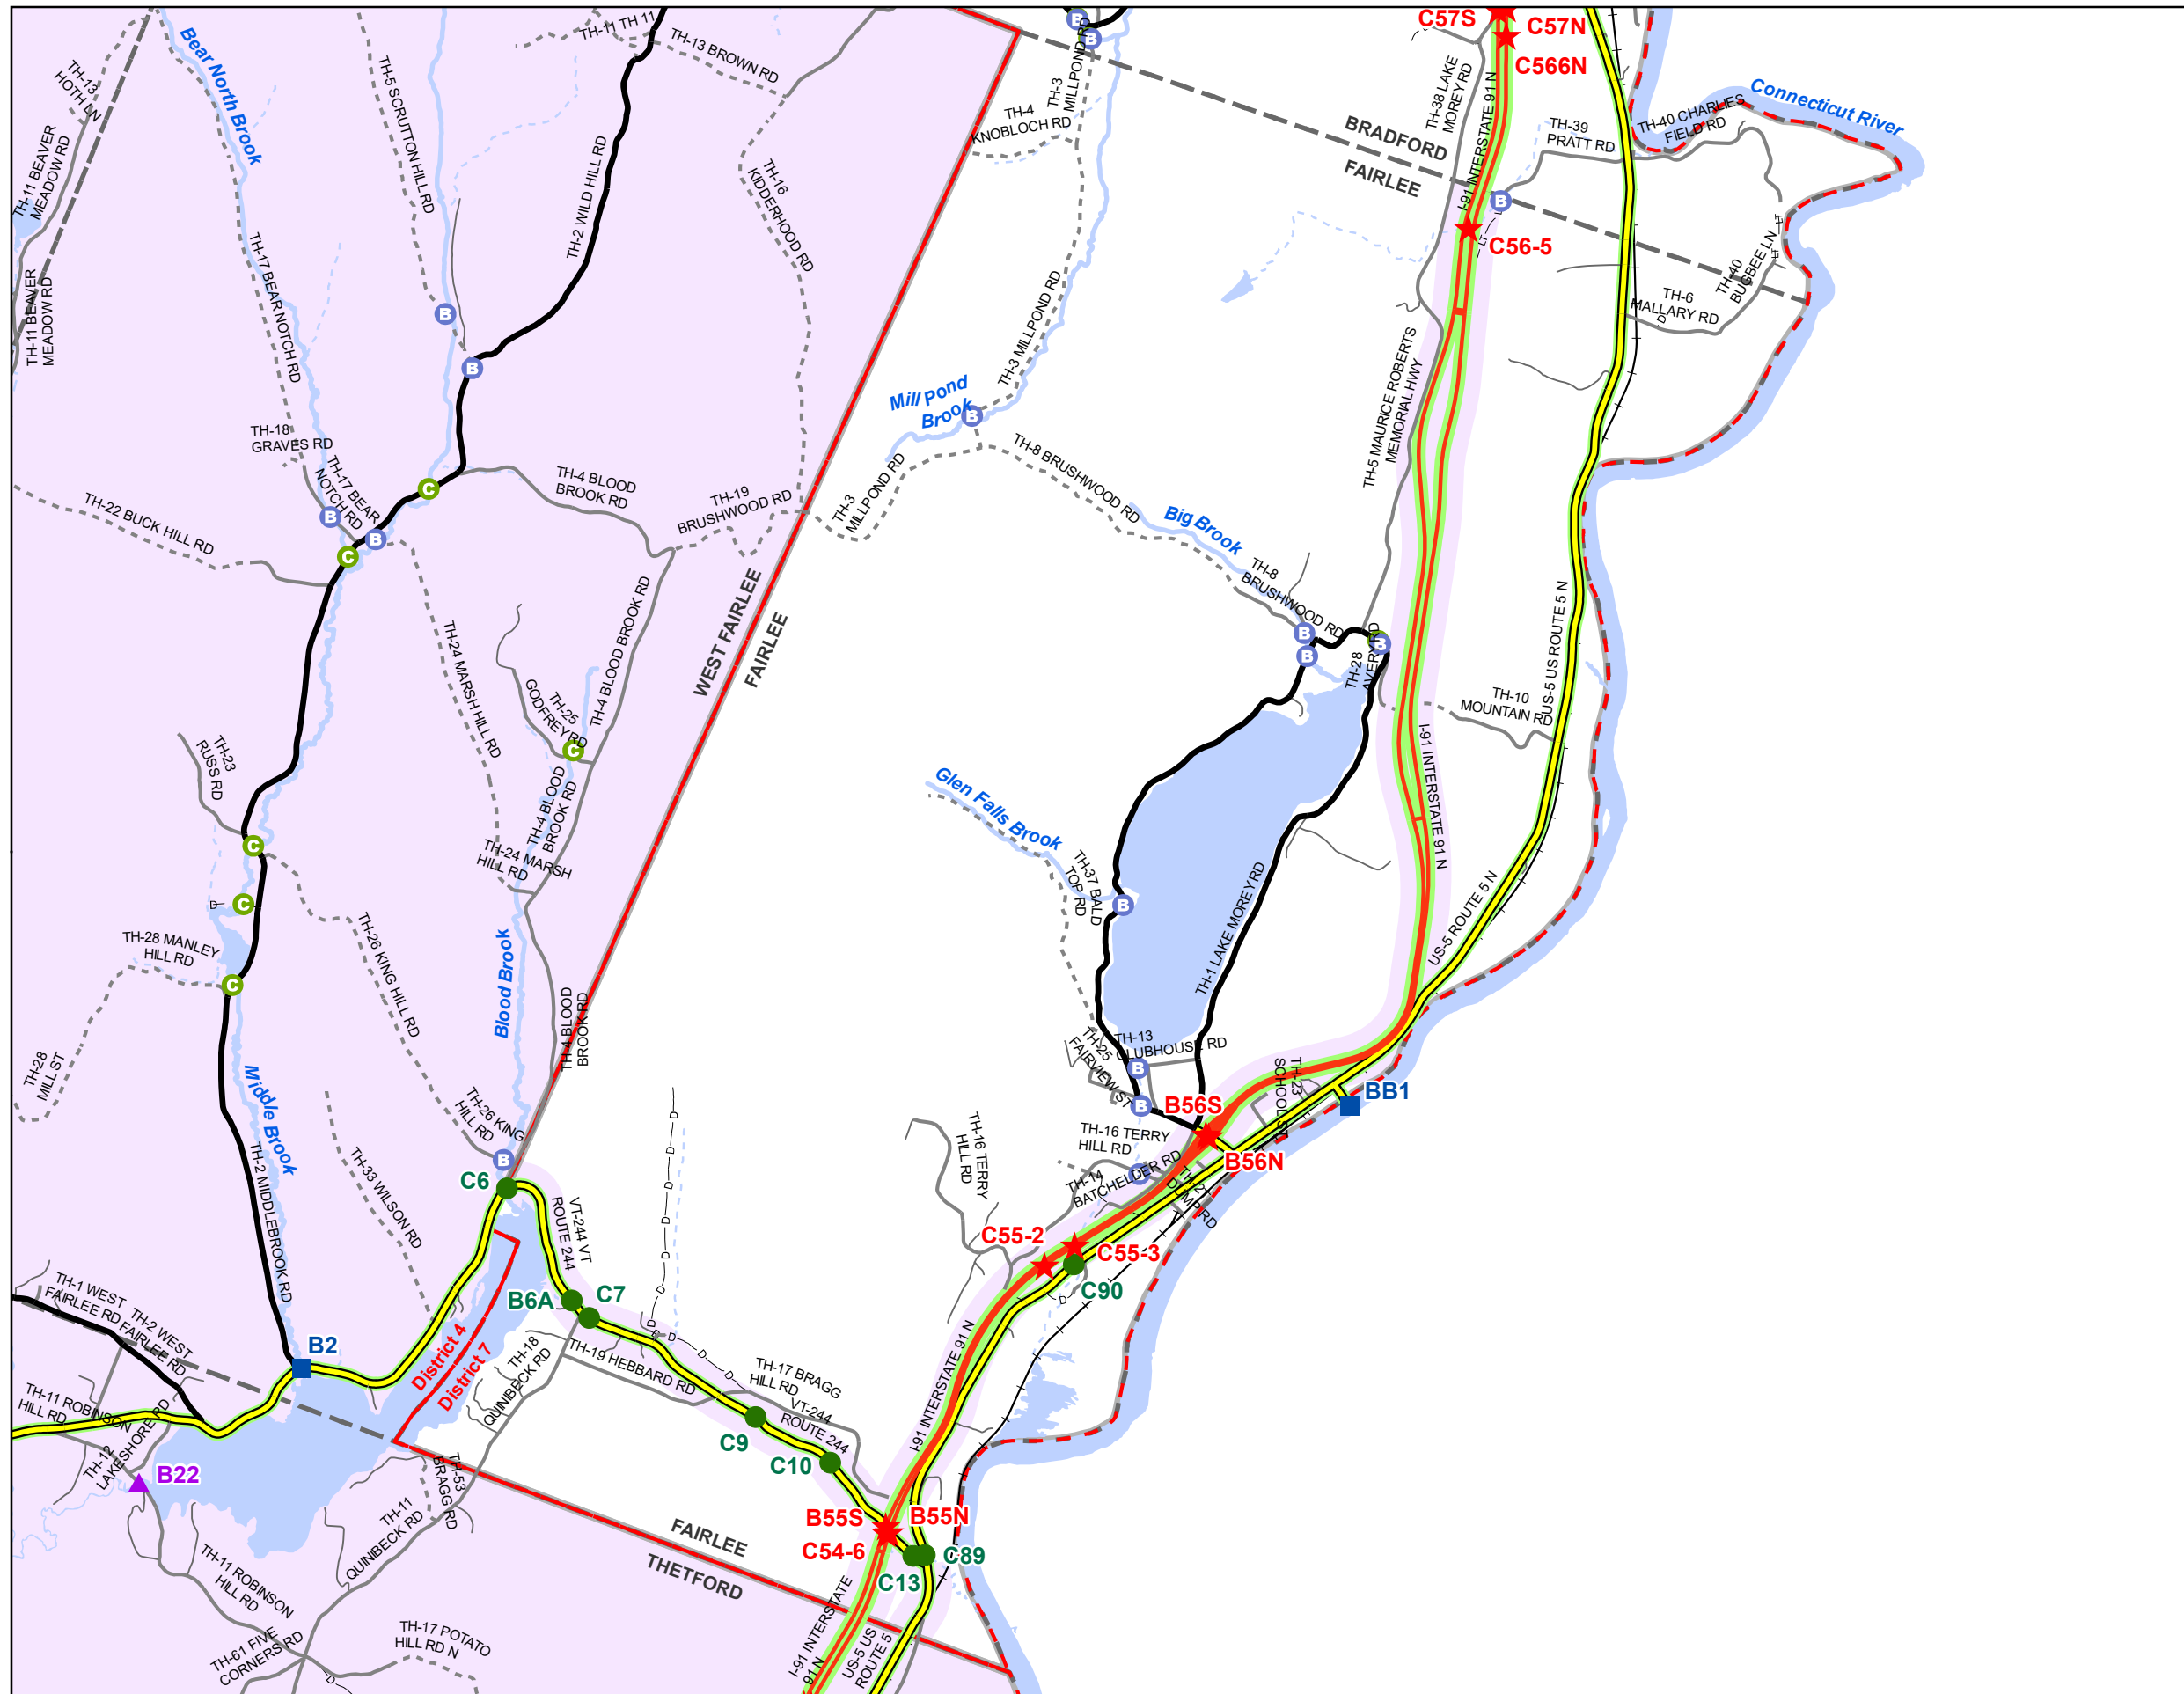 C57S
C57N
C566N
TH-11 TH 11
TH-13 BROWN RD
TH-13
HOTH LN
Bear North Brook
TH-5 SCRUTTON HILL RD
TH-2 WILD HILL RD
TH-11 BEAVER
MEADOW RD
TH-11 BEAVER
MEADOW RD
TH-16
KIDDERHOOD RD
TH-4
KNOBLOCH RD
TH-3
MILLPOND RD
B
B
TH-38 LAKE
MOREY RD
I-91 INTERSTATE 91 N
BRADFORD
FAIRLEE
TH-39
PRATT RD
TH-40 CHARLIES
FIELD RD
Connecticut River
B
C56-5
LT
TH-40
BUGBEE LN
TH-6
MALLARY RD
D
TH-17 BEAR NOTCH RD
B
B
TH-3 MILLPOND RD
Mill Pond
Brook
B
TH-5 MAURICE ROBERTS
MEMORIAL HWY
TH-18
GRAVES RD
TH-17 BEAR
NOTCH RD
TH-22 BUCK HILL RD
C
B
B
C
TH-4 BLOOD
BROOK RD
TH-19
BRUSHWOOD RD
TH-3
MILLPOND RD
TH-8 BRUSHWOOD RD
Big Brook
TH-8
BRUSHWOOD RD
B
B
B
TH-28
AVERY RD
US-5 US ROUTE 5 N
TH-10
MOUNTAIN RD
WEST FAIRLEE
FAIRLEE
TH-24 MARSH HILL RD
TH-4 BLOOD BROOK RD
TH-25
GODFREY RD
C
TH-23
RUSS RD
TH-4 BLOOD
BROOK RD
TH-24 MARSH
HILL RD
C
D
C
TH-28 MANLEY
HILL RD
C
TH-26 KING HILL RD
Blood Brook
TH-4 BLOOD
BROOK RD
TH-28
MILL ST
Glen Falls Brook
TH-37 BALD
TOP RD
B
TH-1 LAKE MOREY RD
I-91 INTERSTATE 91 N
US-5 ROUTE 5 N
TH-13
CLUBHOUSE RD
TH-25
FAIRVIEW ST
B
B
TH-23
SCHOOL ST
BB1
B56S
B56N
TH-16 TERRY
HILL RD
TH-16 TERRY
HILL RD
TH-14
BATCHELDER RD
DUMP RD
Middle Brook
TH-2 MIDDLEBROOK RD
TH-33 WILSON RD
TH-26 KING
HILL RD
B
C6
VT-244 VT
ROUTE 244
D
D
D
D
D
D
D
D
D
D
D
D
C55-2
C55-3
C90
D
B6A
C7
TH-1 WEST
FAIRLEE RD
TH-2 WEST
FAIRLEE RD
B2
District 4
District 7
TH-18
QUINIBECK RD
TH-19 HEBBARD RD
TH-17 BRAGG
HILL RD
VT-244
ROUTE 244
I-91 INTERSTATE 91 N
C9
C10
TH-11 ROBINSON
HILL RD
TH-12
LAKESHORE RD
B22
TH-53
BRAGG RD
TH-11
QUINIBECK RD
FAIRLEE
THETFORD
B55S
B55N
C54-6
C89
C13
TH-11 ROBINSON
HILL RD
TH-61 FIVE
CORNERS RD
D
TH-17 POTATO
HILL RD N
I-91 INTERSTATE
91 N
US-5 US
ROUTE 5